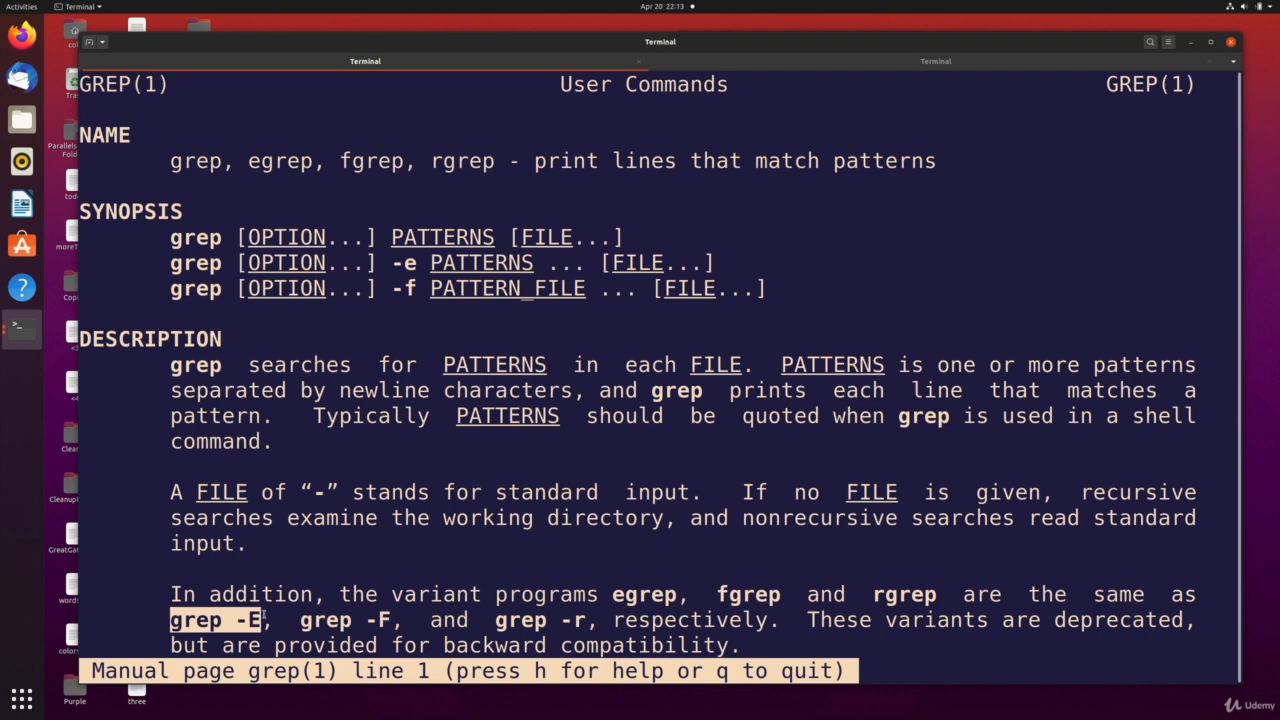 Activities
Terminal
Apr 20 22:13
Terminal
Terminal
Terminal
GREP(1) User Commands GREP(1)
NAME
grep, egrep, fgrep, rgrep - print lines that match patterns
SYNOPSIS
grep [OPTION...] PATTERNS [FILE...]
grep [OPTION...] -e PATTERNS ... [FILE...]
grep [OPTION...] -f PATTERN_FILE ... [FILE...]
DESCRIPTION
grep searches for PATTERNS in each FILE. PATTERNS is one or more patterns
separated by newline characters, and grep prints each line that matches a
pattern. Typically PATTERNS should be quoted when grep is used in a shell
command.
A FILE of “-” stands for standard input. If no FILE is given, recursive
searches examine the working directory, and nonrecursive searches read standard
input.
In addition, the variant programs egrep, fgrep and rgrep are the same as
grep -E, grep -F, and grep -r, respectively. These variants are deprecated,
but are provided for backward compatibility.
Manual page grep(1) line 1 (press h for help or q to quit)
Parallels
Purple
three
Udemy